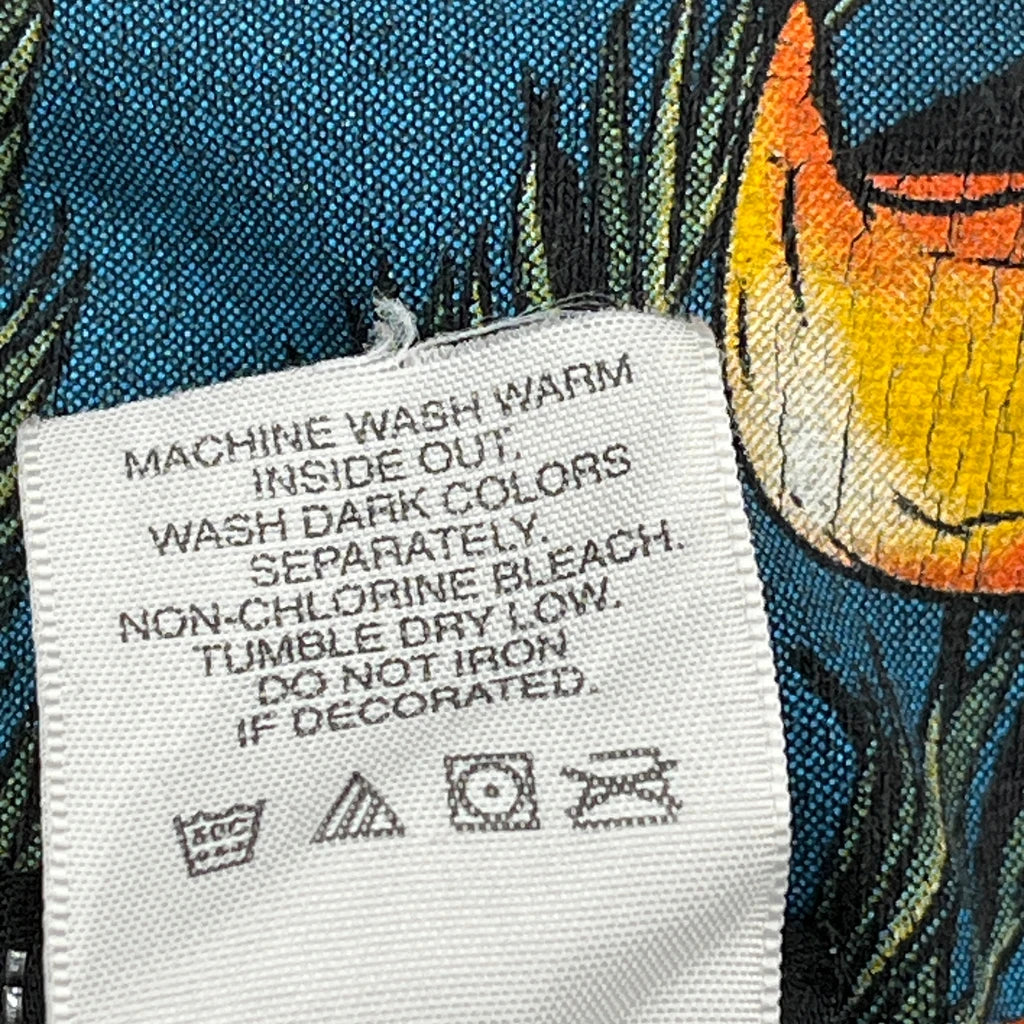 MACHINE WASH WARM
INSIDE OUT.
WASH DARK COLORS
SEPARATELY.
NON-CHLORINE BLEACH.
TUMBLE DRY LOW.
DO NOT IRON
IF DECORATED.